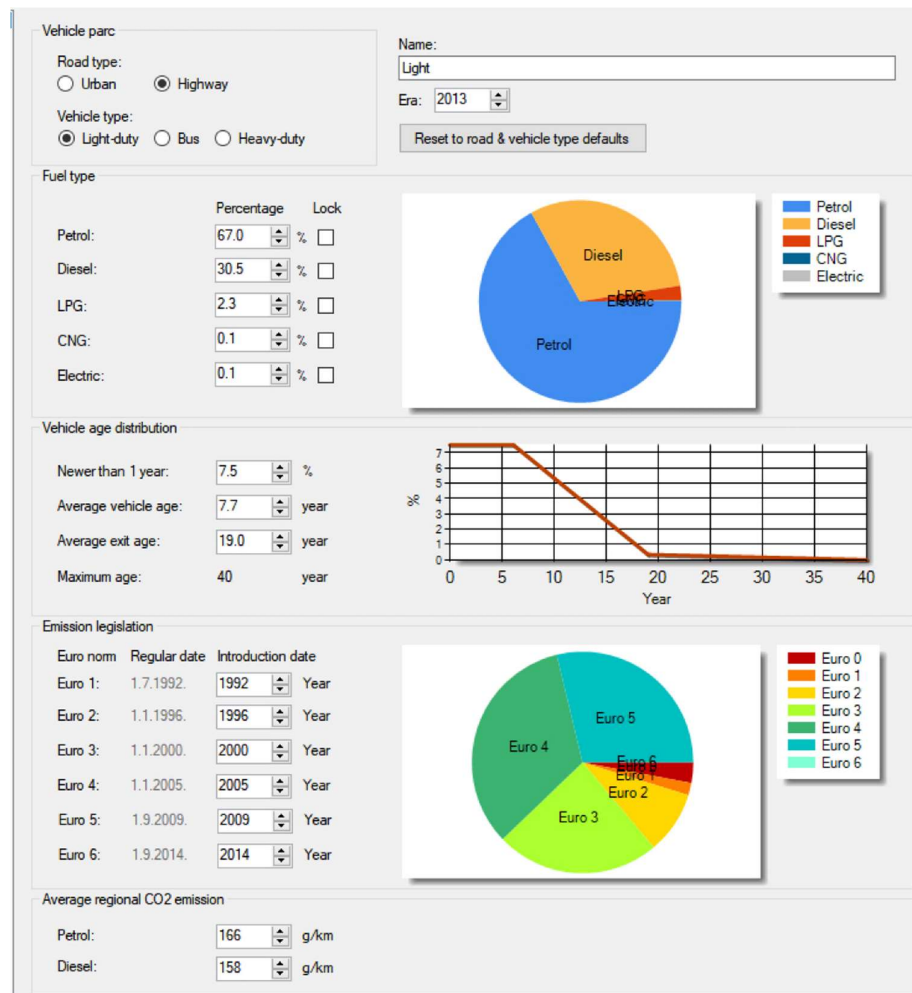 Vehicle parc
Road type:
Urban Highway
Vehicle type:
Light-duty Bus Heavy-duty
Name:
Light
Era: 2013
Reset to road & vehicle type defaults
Fuel type
Percentage Lock
Petrol: 67.0 %
Diesel: 30.5 %
LPG: 2.3 %
CNG: 0.1 %
Electric: 0.1 %
Diesel
LPG
Electric
Petrol
Petrol
Diesel
LPG
CNG
Electric
Vehicle age distribution
Newer than 1 year: 7.5 %
Average vehicle age: 7.7 year
Average exit age: 19.0 year
Maximum age: 40 year
%
7
6
5
4
3
2
1
0
0 5 10 15 20 25 30 35 40
Year
Emission legislation
Euro norm Regular date Introduction date
Euro 1: 1.7.1992. 1992 Year
Euro 2: 1.1.1996. 1996 Year
Euro 3: 1.1.2000. 2000 Year
Euro 4: 1.1.2005. 2005 Year
Euro 5: 1.9.2009. 2009 Year
Euro 6: 1.9.2014. 2014 Year
Euro 5
Euro 4
Euro 6
Euro 1
Euro 2
Euro 3
Euro 0
Euro 1
Euro 2
Euro 3
Euro 4
Euro 5
Euro 6
Average regional CO2 emission
Petrol: 166 g/km
Diesel: 158 g/km